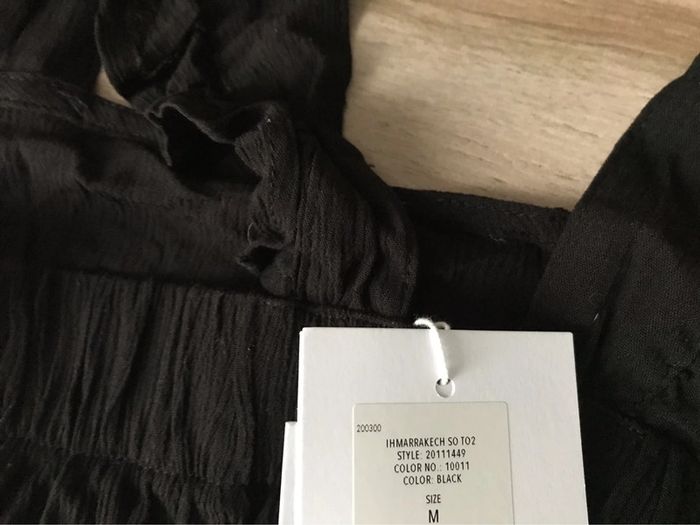 200300
IHMARRAKECH SO TO2
STYLE: 20111449
COLOR NO.: 10011
COLOR: BLACK
SIZE
M